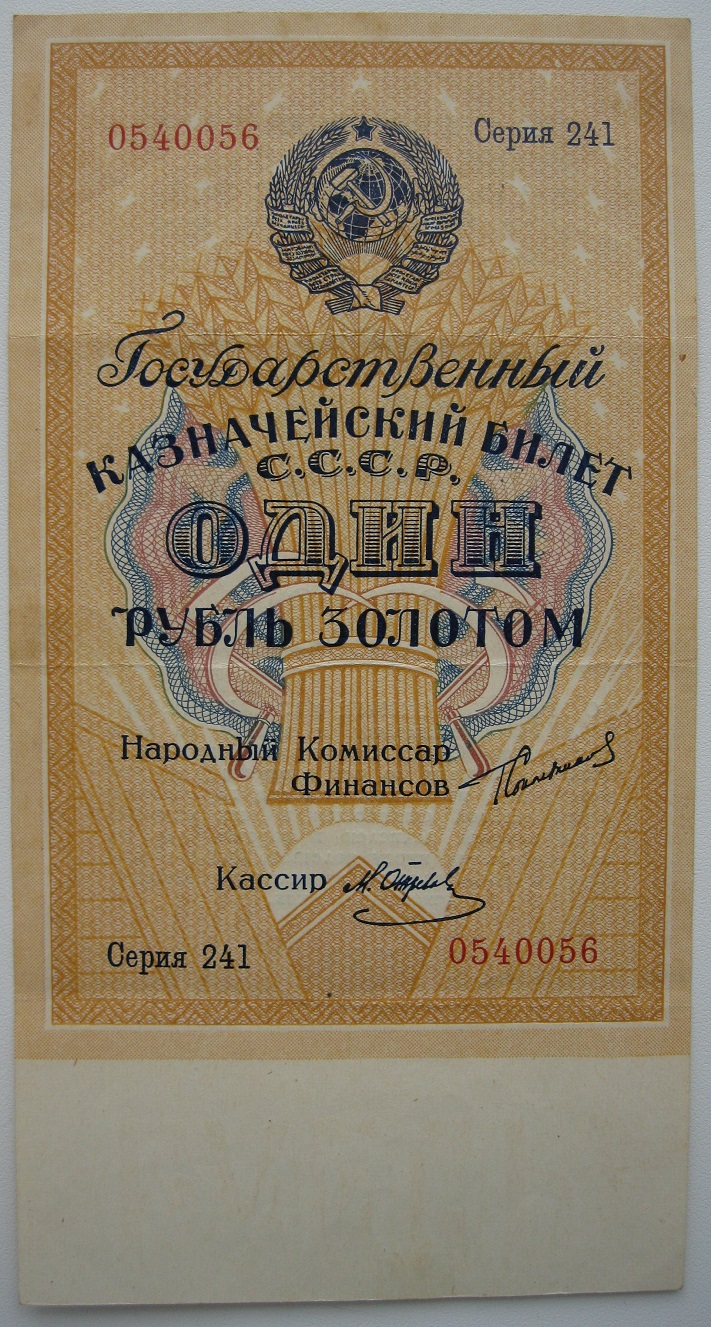 0540056 Серия 241
Государственный
КАЗНАЧЕЙСКИЙ БИЛЕТ
С.С.С.Р.
ОДИН
РУБЛЬ ЗОЛОТОМ
Народный Комиссар
Финансов
Кассир
Серия 241 0540056